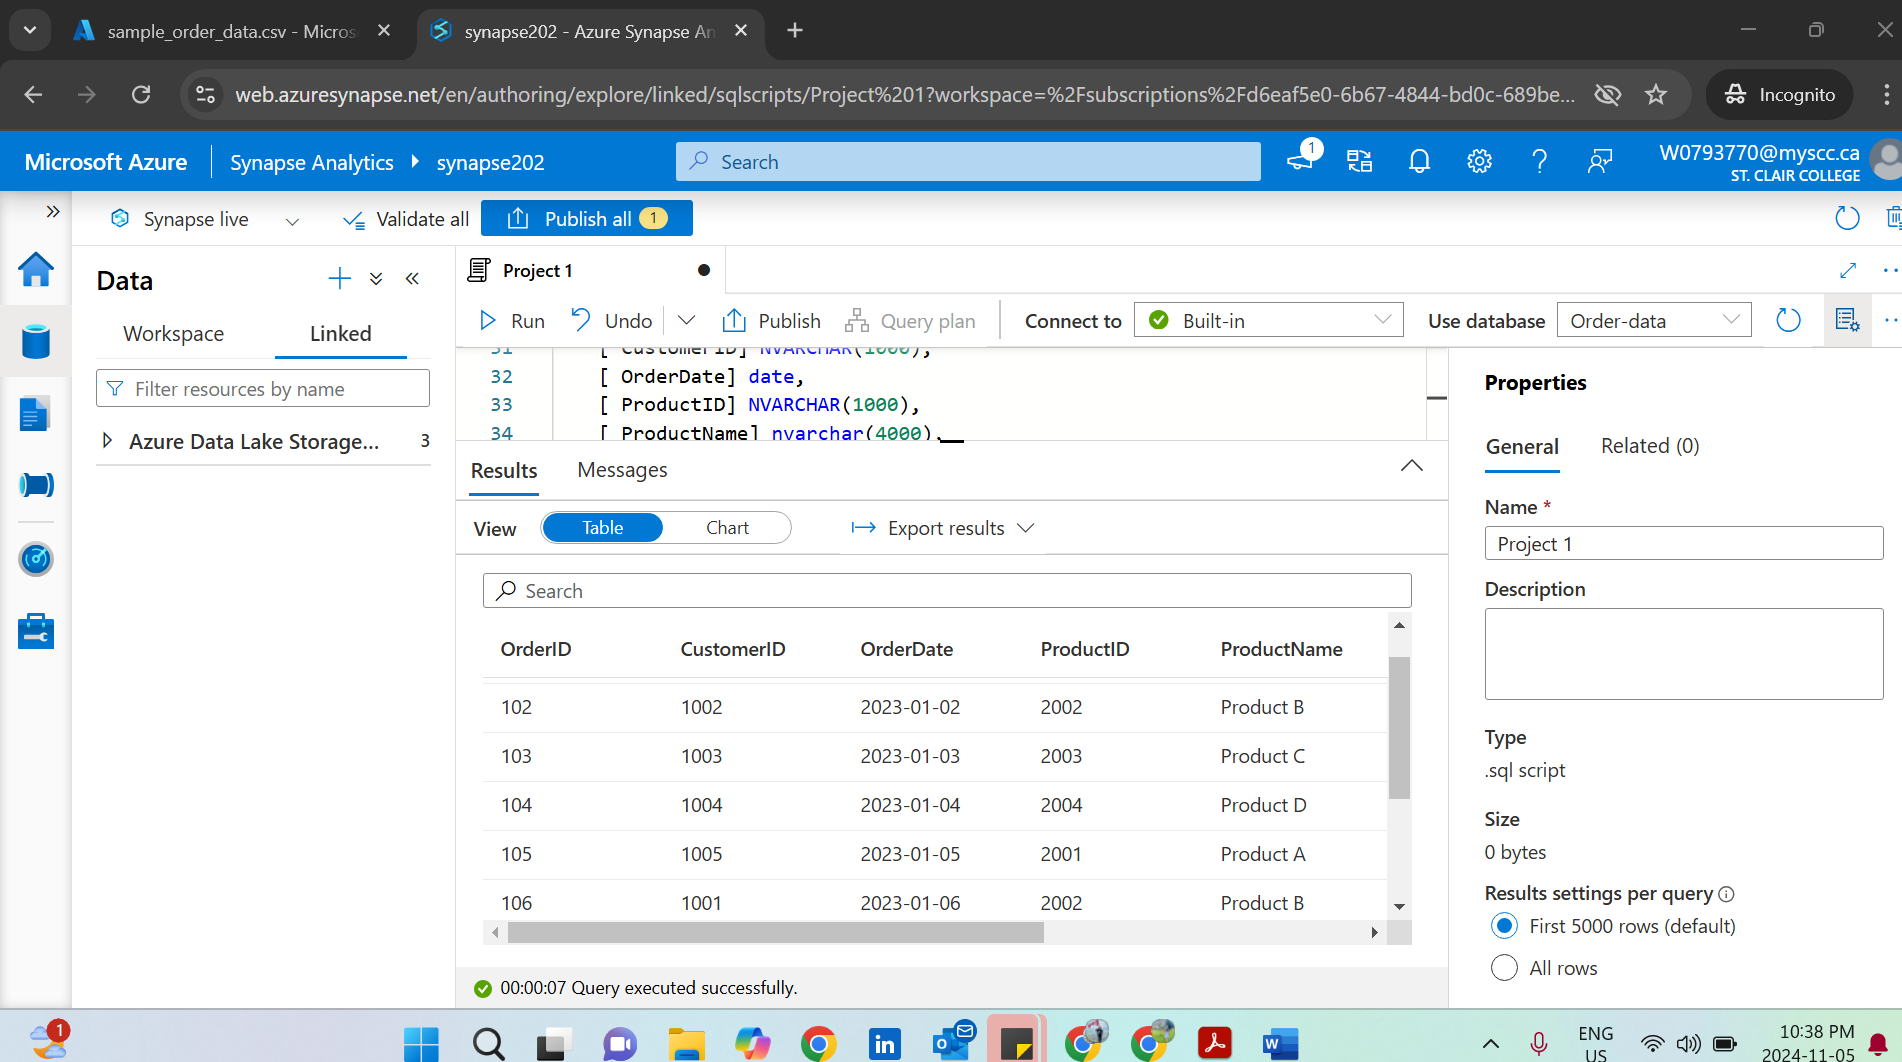 sample_order_data.csv - Micros
synapse202 - Azure Synapse An
web.azuresynapse.net/en/authoring/explore/linked/sqlscripts/Project%201?workspace=%2Fsubscriptions%2Fd6eaf5e0-6b67-4844-bd0c-689be...
Incognito
Microsoft Azure
Synapse Analytics
synapse202
Search
1
W0793770@myscc.ca
ST. CLAIR COLLEGE
Synapse live
Validate all
Publish all 1
Data
Workspace
Linked
Filter resources by name
Azure Data Lake Storage... 3
Project 1
Run
Undo
Publish
Query plan
Connect to
Built-in
Use database
Order-data
31 [ CustomerID] NVARCHAR(1000),
32 [ OrderDate] date,
33 [ ProductID] NVARCHAR(1000),
34 [ ProductName] nvarchar(4000),
Results
Messages
View
Table
Chart
Export results
Search
OrderID CustomerID OrderDate ProductID ProductName
102 1002 2023-01-02 2002 Product B
103 1003 2023-01-03 2003 Product C
104 1004 2023-01-04 2004 Product D
105 1005 2023-01-05 2001 Product A
106 1001 2023-01-06 2002 Product B
00:00:07 Query executed successfully.
Properties
General
Related (0)
Name *
Project 1
Description
Type
.sql script
Size
0 bytes
Results settings per query
First 5000 rows (default)
All rows
1
ENG
US
10:38 PM
2024-11-05